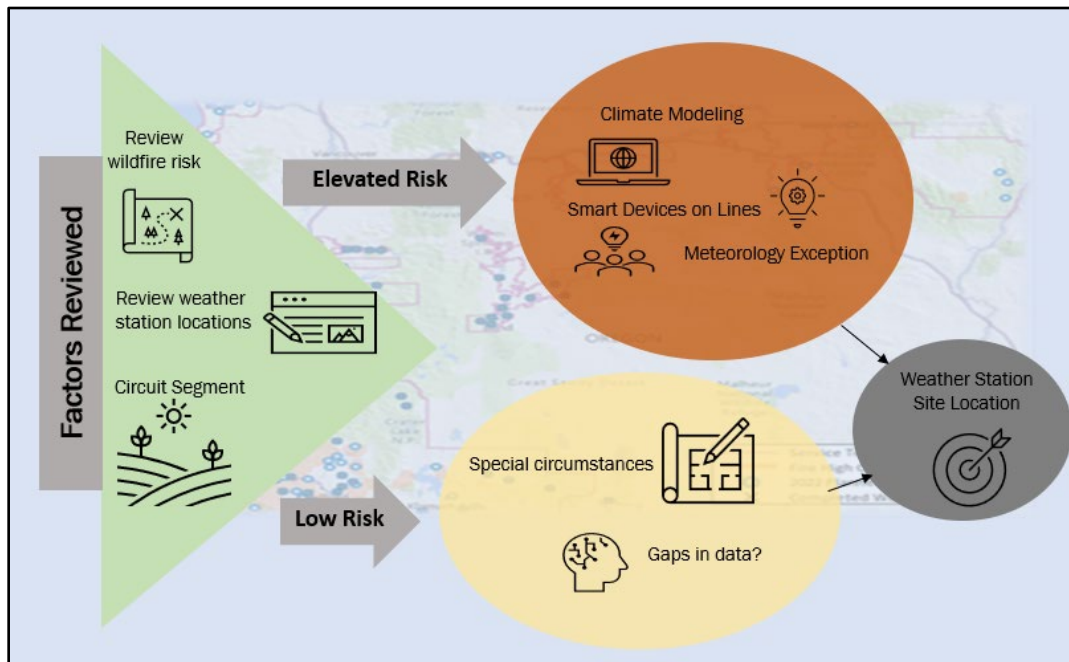 Factors Reviewed
Review
wildfire risk
Review weather
station locations
Circuit Segment
Elevated Risk
Low Risk
Climate Modeling
Smart Devices on Lines
Meteorology Exception
Special circumstances
Gaps in data?
Weather Station
Site Location
OREGON